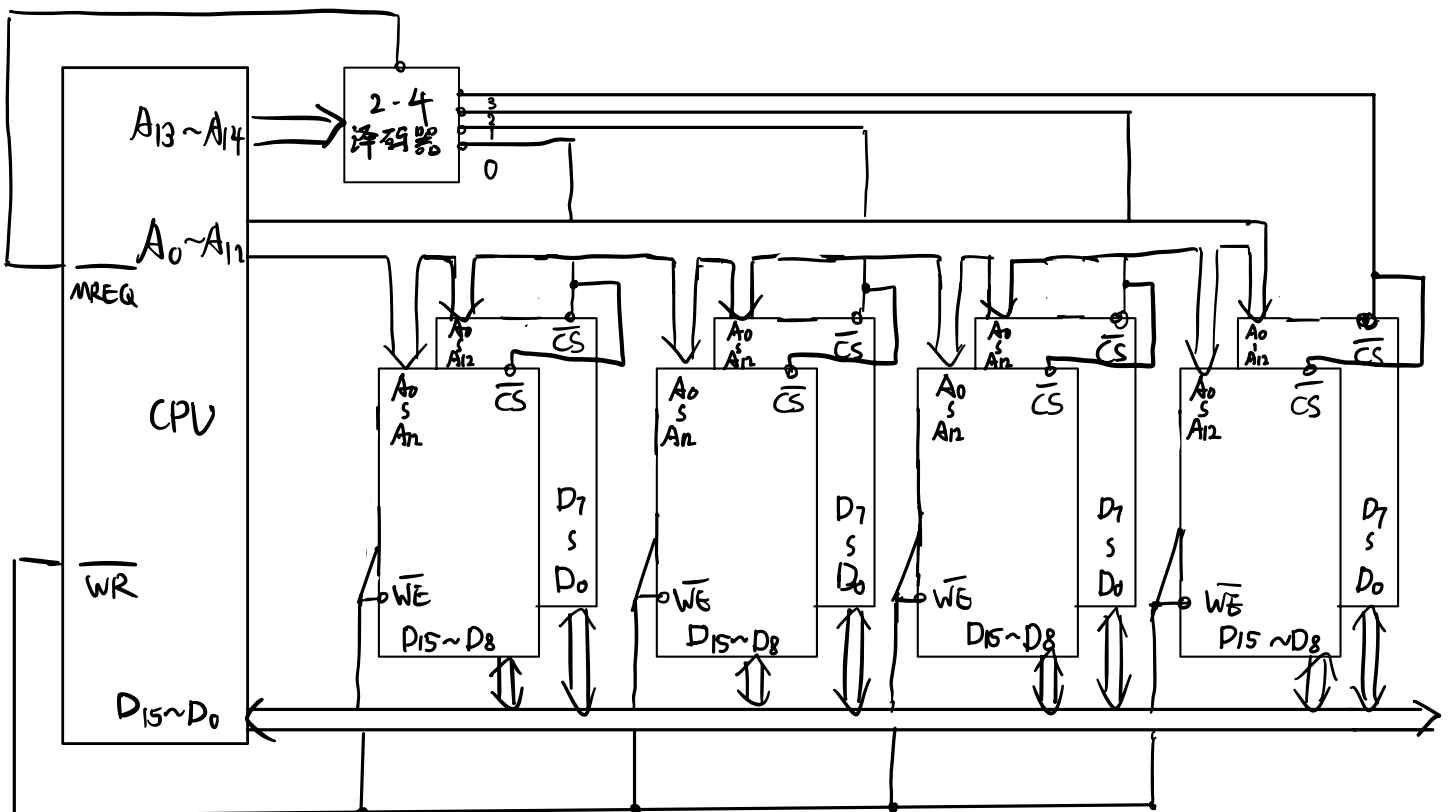 2-4
译码器
3
2
1
0
A13~A14
A0~A12
MREQ
CPU
WR
D15~D0
A0
S
A12
CS
A0
S
A12
CS
D7
S
D0
WE
D15~D8
A0
S
A12
CS
A0
S
A12
CS
D7
S
D0
WE
D15~D8
A0
S
A12
CS
A0
S
A12
CS
D7
S
D0
WE
D15~D8
A0
A12
CS
A0
S
A12
CS
D7
S
D0
WE
D15~D8